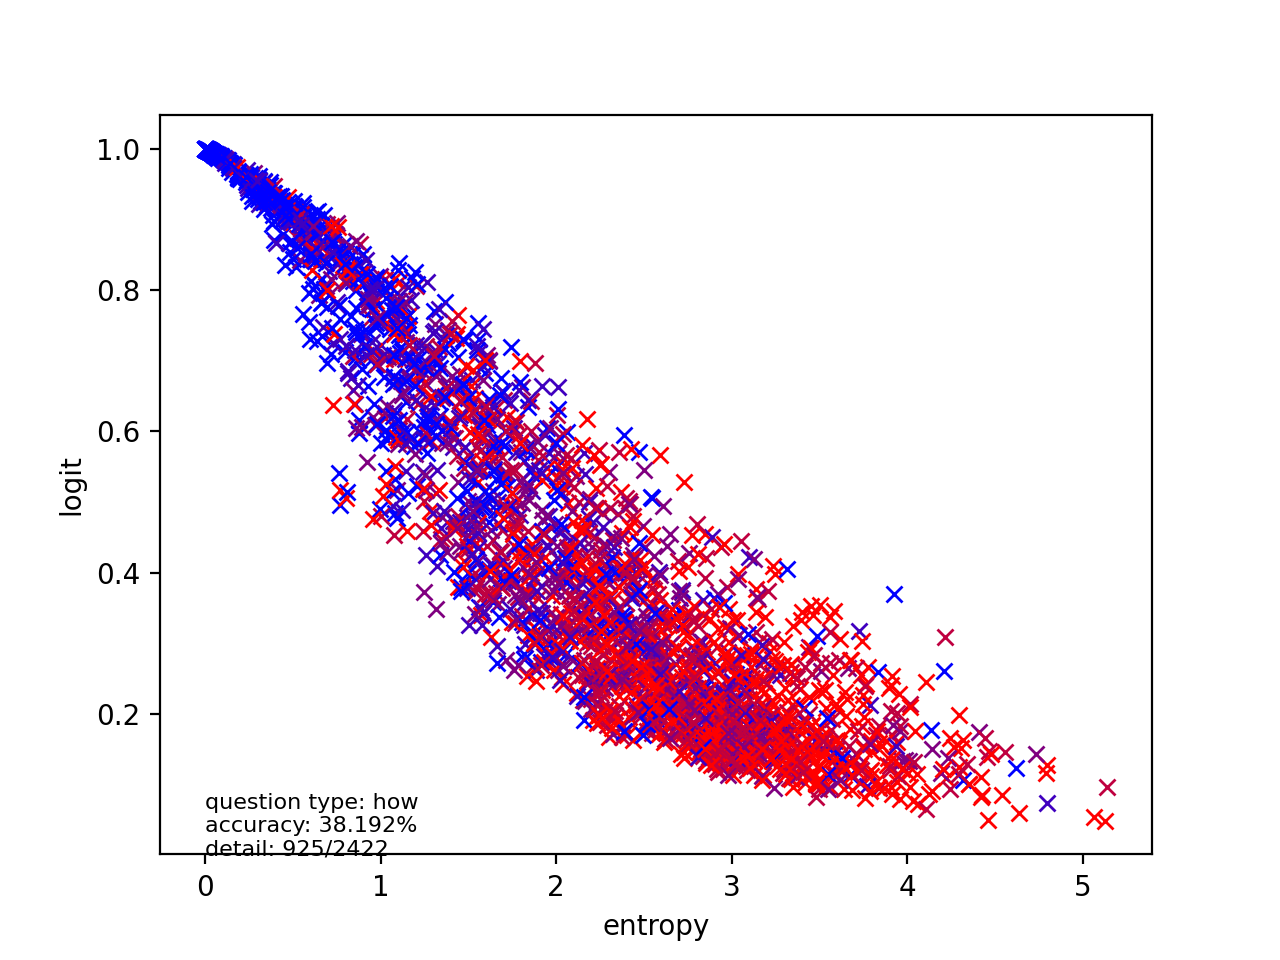 1.0
0.8
0.6
0.4
0.2
logit
question type: how
accuracy: 38.192%
detail: 925/2422
0 1 2 3 4 5
entropy